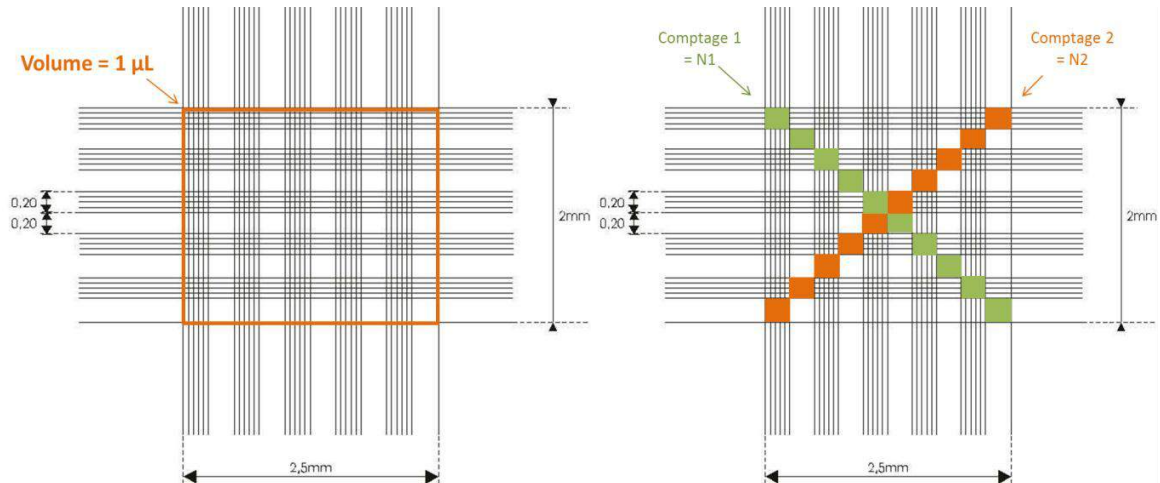 Volume = 1 µL
0,20
0,20
2mm
2,5mm
Comptage 1
= N1
Comptage 2
= N2
0,20
0,20
2mm
2,5mm